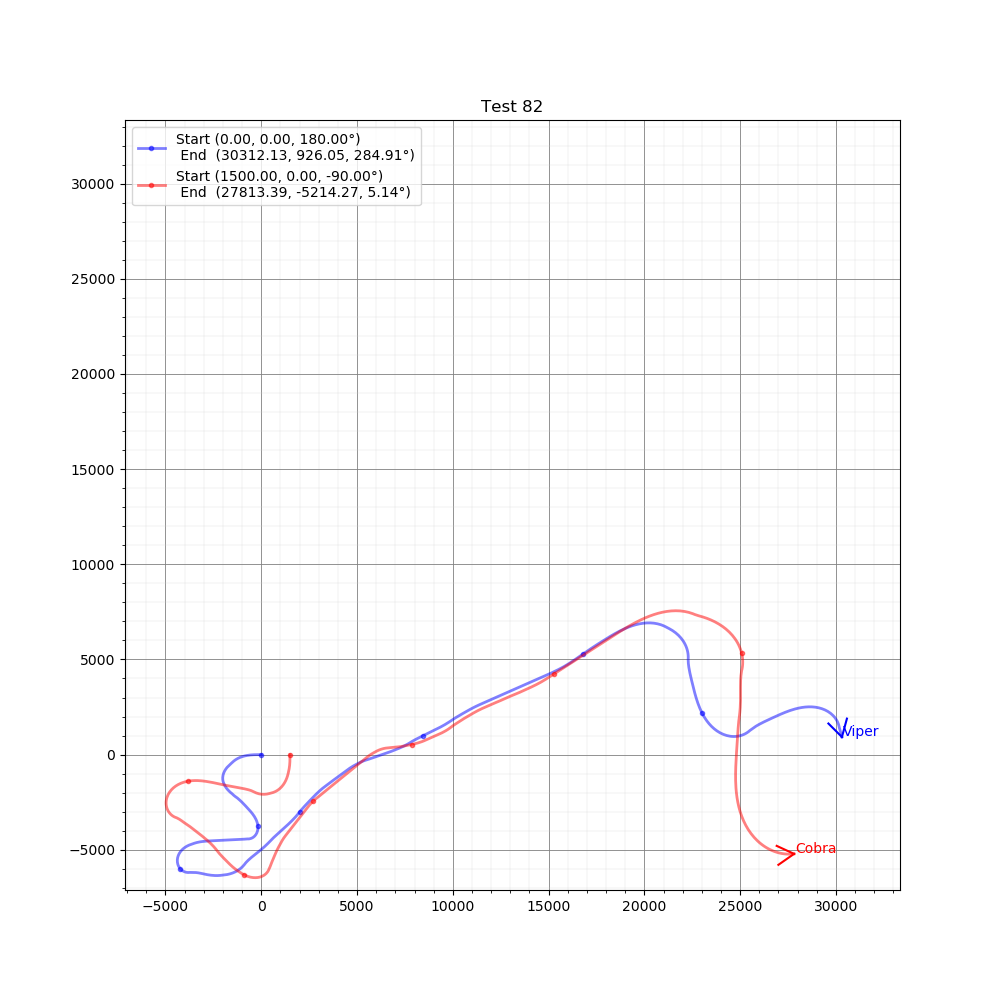 Test 82
Start (0.00, 0.00, 180.00°)
End (30312.13, 926.05, 284.91°)
Start (1500.00, 0.00, -90.00°)
End (27813.39, -5214.27, 5.14°)
30000
25000
20000
15000
10000
5000
0
−5000
Viper
Cobra
−5000 0 5000 10000 15000 20000 25000 30000